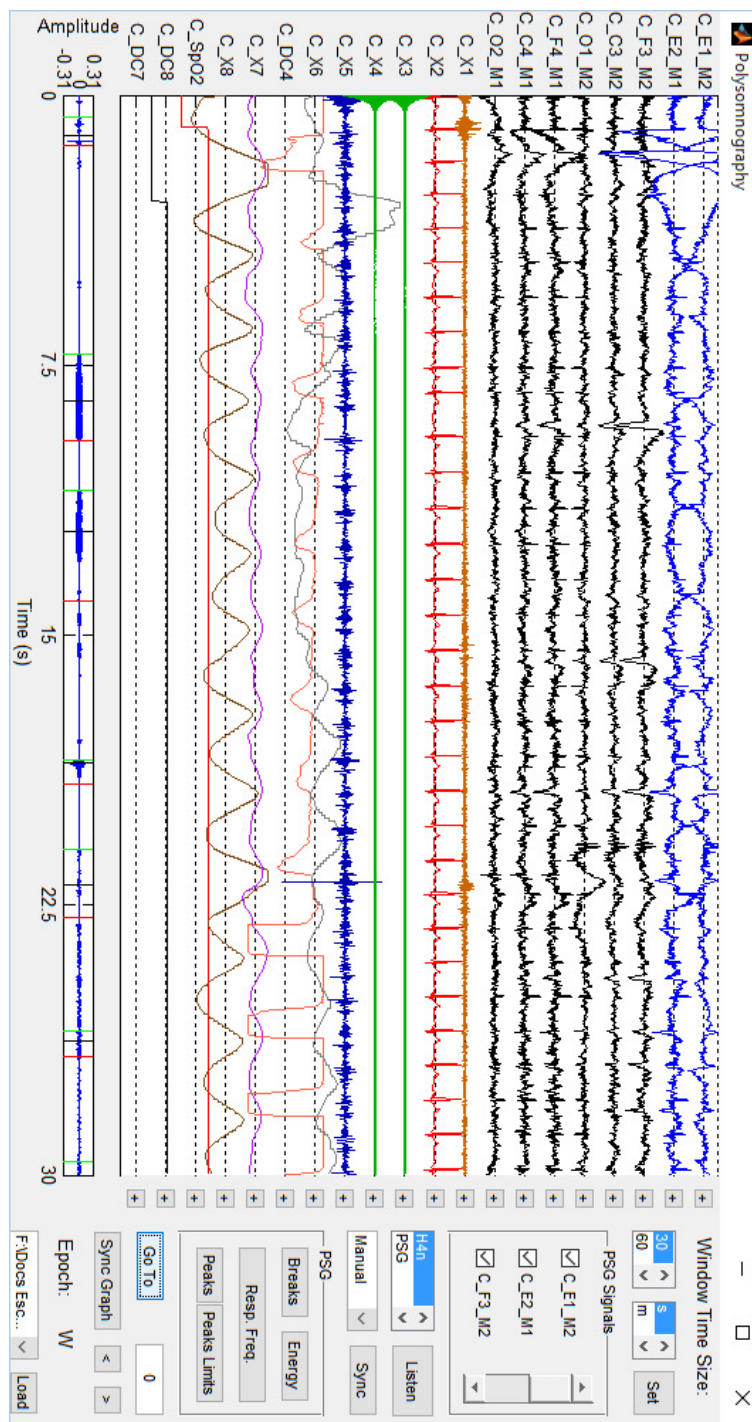 Polysomnography
C_E1_M2
C_E2_M1
C_F3_M2
C_C3_M2
C_O1_M2
C_F4_M1
C_C4_M1
C_O2_M1
C_X1
C_X2
C_X3
C_X4
C_X5
C_X6
C_DC4
C_X7
C_X8
C_SpO2
C_DC8
C_DC7
Amplitude
0.31
0
-0.31
0
7.5
15
22.5
30
Time (s)
Window Time Size:
30
60
s
m
Set
PSG Signals
C_E1_M2
C_E2_M1
C_F3_M2
H4n
PSG
Listen
Manual
Sync
PSG
Breaks
Energy
Resp. Freq.
Peaks
Peaks Limits
Go To
0
Sync Graph
<
>
Epoch: W
F:\Docs Esc...
Load